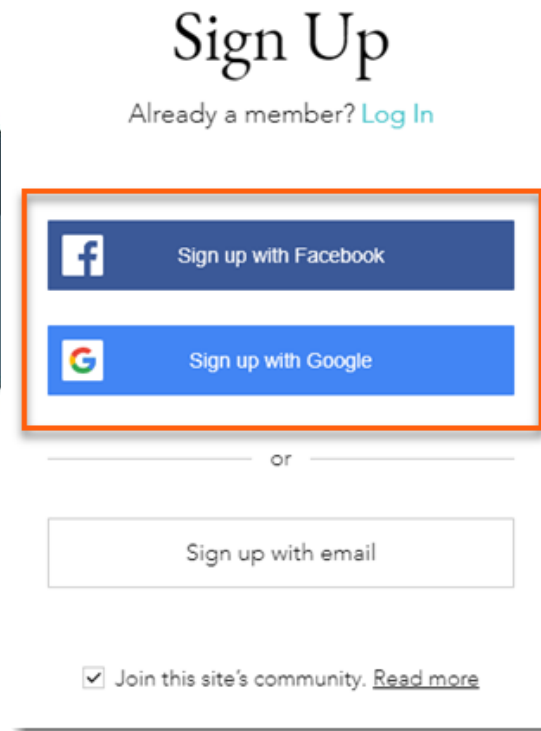 Sign Up
Already a member? Log In
Sign up with Facebook
Sign up with Google
or
Sign up with email
Join this site's community. Read more